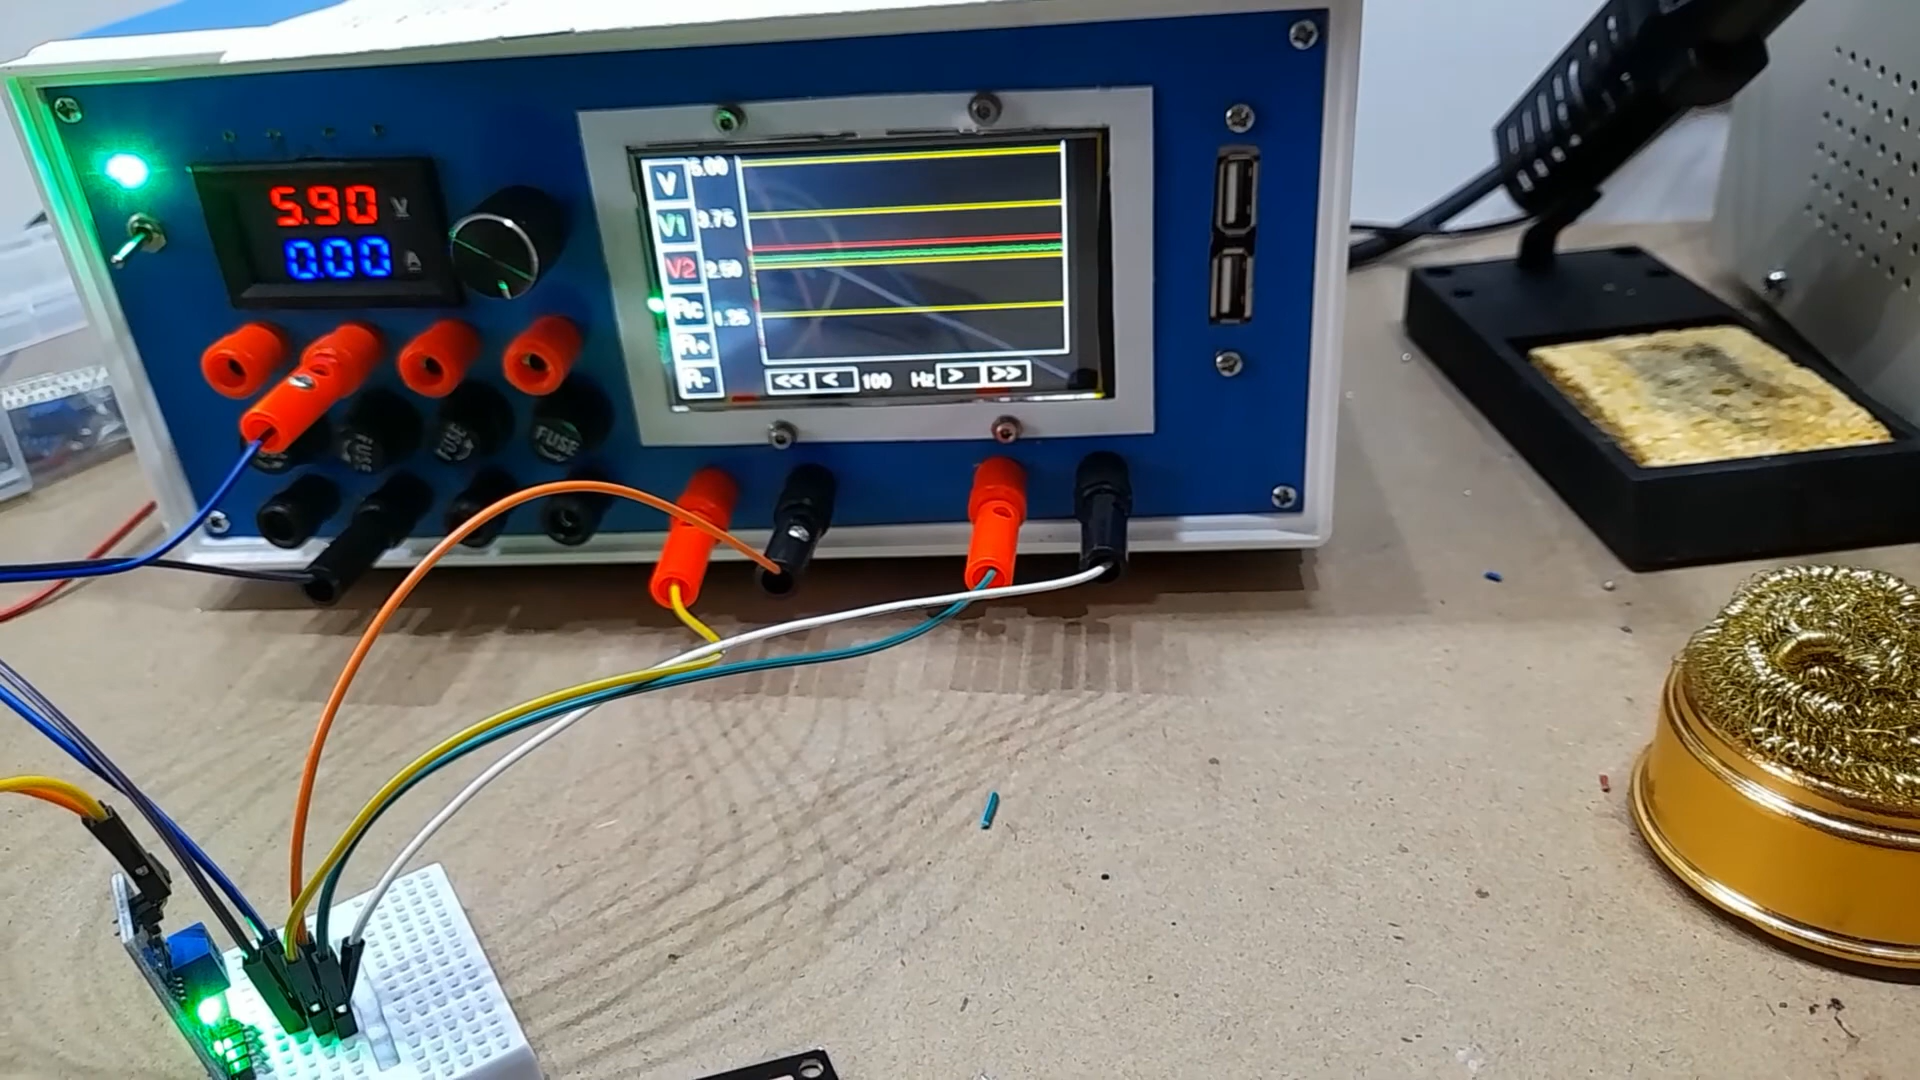 5.90 V
0.00 A
V 5.00
V1 3.75
V2 2.50
Rc 1.25
R+
R-
<< < 100 Hz > >>
FUSE
FUSE
FUSE